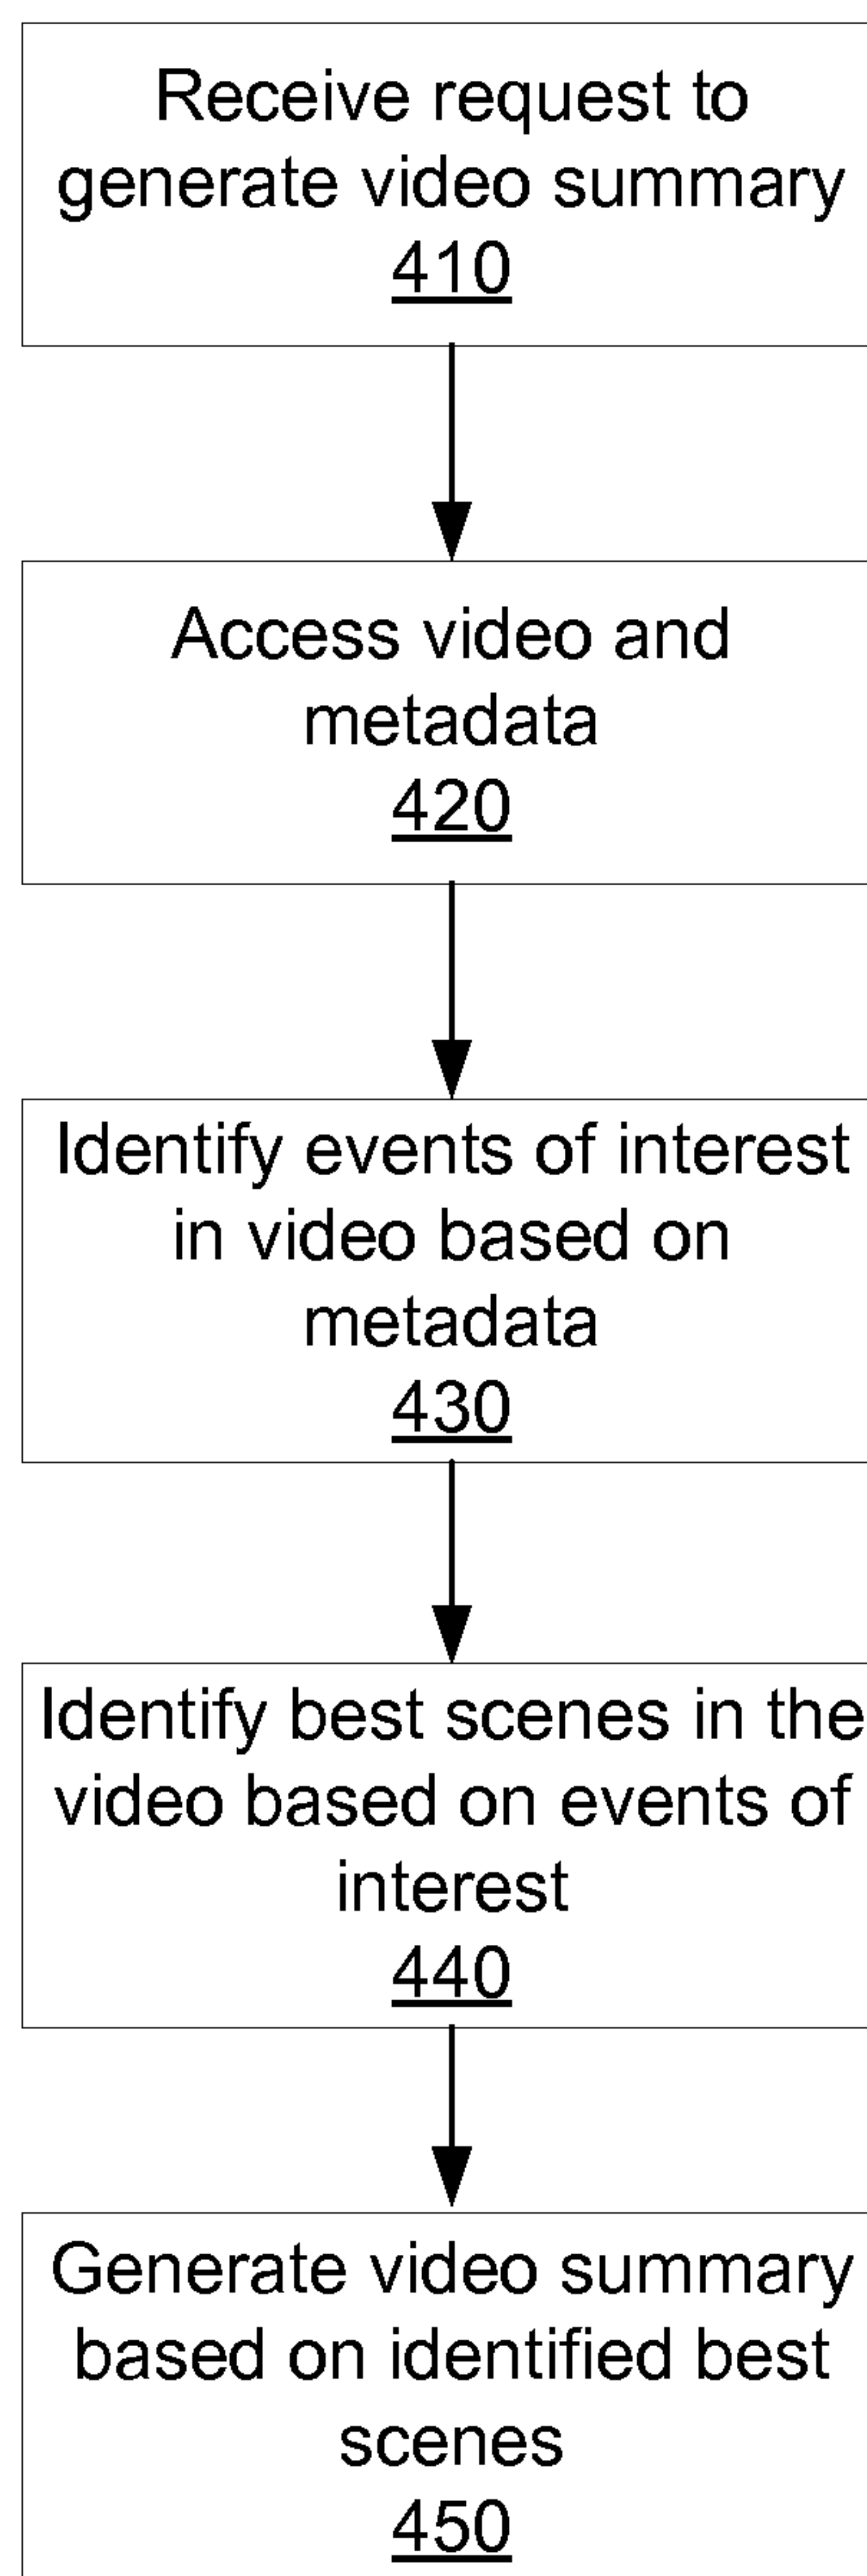 Receive request to
generate video summary
410
Access video and
metadata
420
Identify events of interest
in video based on
metadata
430
Identify best scenes in the
video based on events of
interest
440
Generate video summary
based on identified best
scenes
450